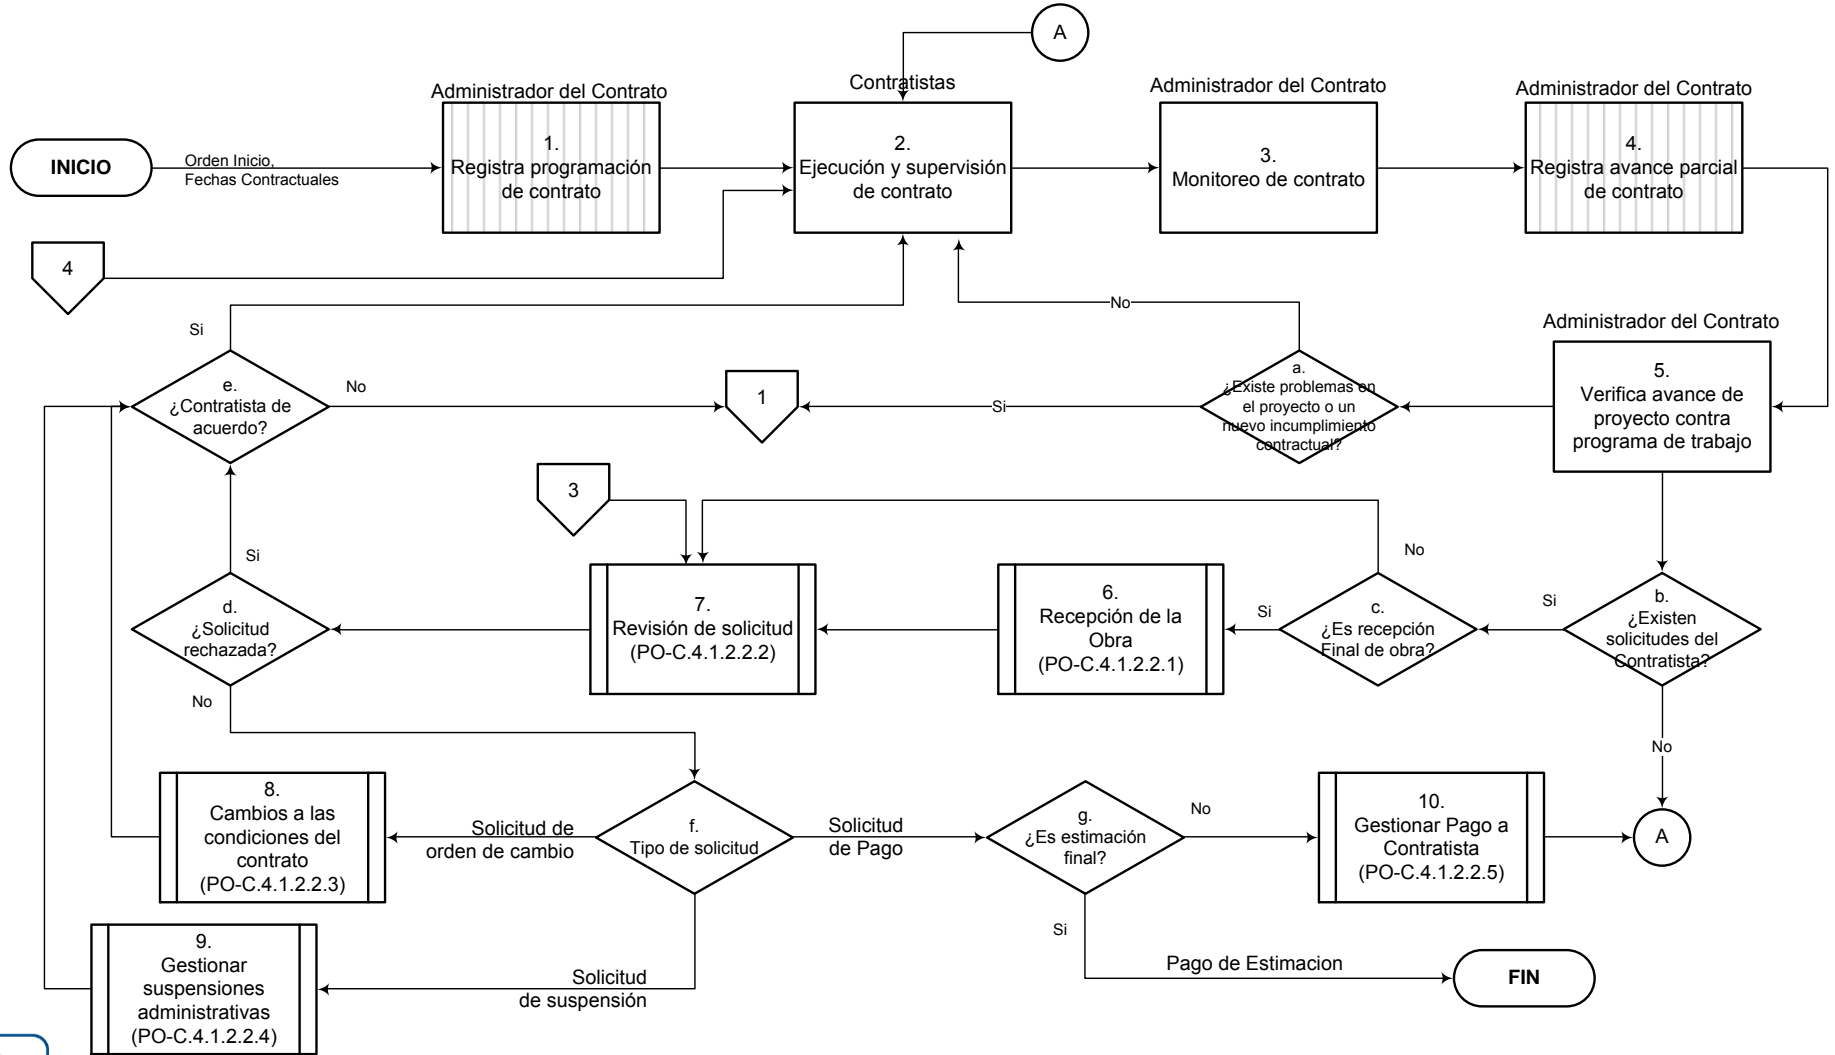 A
Administrador del Contrato
Contratistas
Administrador del Contrato
Administrador del Contrato
INICIO
Orden Inicio,
Fechas Contractuales
1.
Registra programación
de contrato
2.
Ejecución y supervisión
de contrato
3.
Monitoreo de contrato
4.
Registra avance parcial
de contrato
4
Si
No
Administrador del Contrato
e.
¿Contratista de
acuerdo?
No
1
Si
a.
¿Existe problemas en
el proyecto o un
nuevo incumplimiento
contractual?
5.
Verifica avance de
proyecto contra
programa de trabajo
3
Si
No
d.
¿Solicitud
rechazada?
7.
Revisión de solicitud
(PO-C.4.1.2.2.2)
6.
Recepción de la
Obra
(PO-C.4.1.2.2.1)
Si
c.
¿Es recepción
Final de obra?
Si
b.
¿Existen
solicitudes del
Contratista?
No
No
8.
Cambios a las
condiciones del
contrato
(PO-C.4.1.2.2.3)
Solicitud de
orden de cambio
f.
Tipo de solicitud
Solicitud
de Pago
g.
¿Es estimación
final?
No
10.
Gestionar Pago a
Contratista
(PO-C.4.1.2.2.5)
A
9.
Gestionar
suspensiones
administrativas
(PO-C.4.1.2.2.4)
Solicitud
de suspensión
Si
Pago de Estimacion
FIN